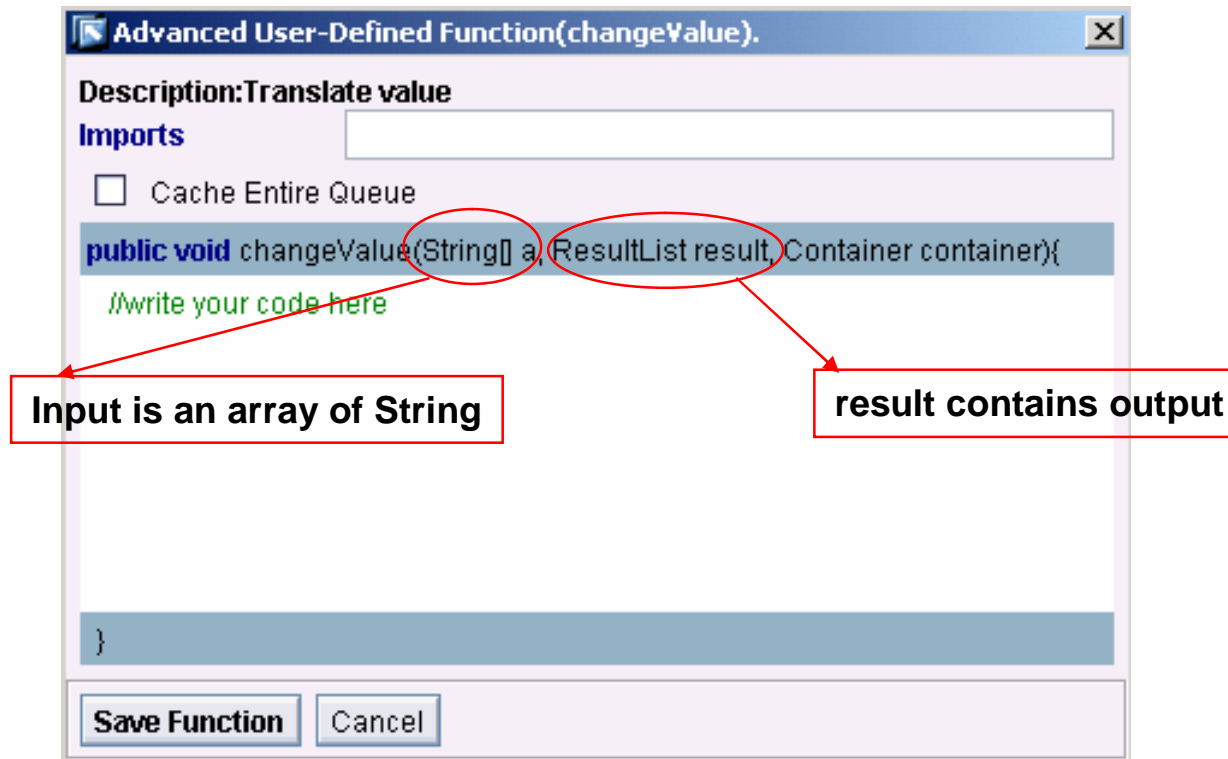 Advanced User-Defined Function(changeValue).
Description:Translate value
Imports
Cache Entire Queue
public void changeValue(String[] a, ResultList result, Container container){
//write your code here
Input is an array of String
result contains output
}
Save Function
Cancel